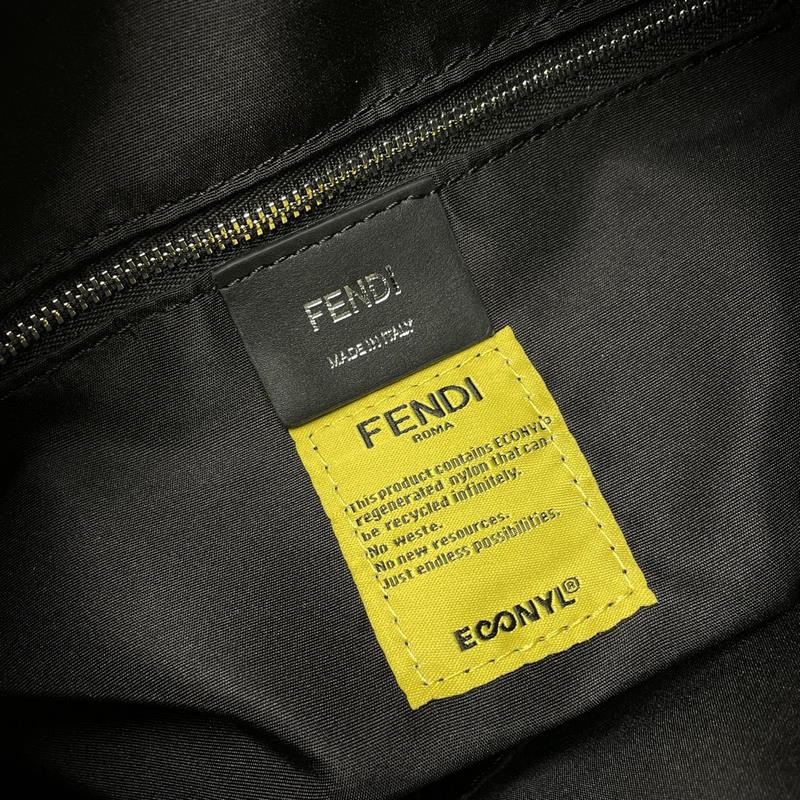 FENDI
MADE IN ITALY
FENDI
ROMA
This product contains ECONYL®
regenerated nylon that can
be recycled infinitely.
No weste.
No new resources.
Just endless possibilities.
ECONYL®